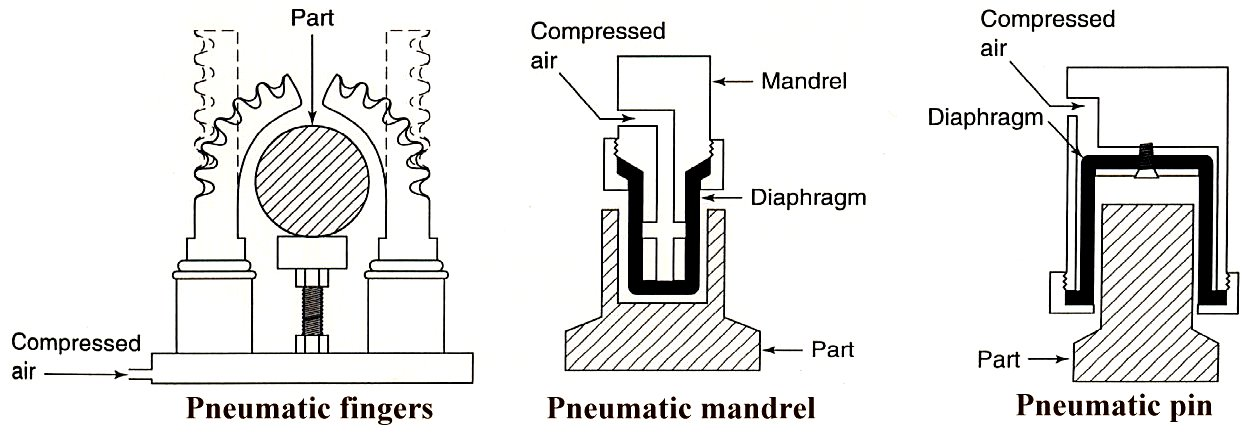 Part
Compressed
air
Pneumatic fingers
Compressed
air
Mandrel
Diaphragm
Part
Pneumatic mandrel
Compressed
air
Diaphragm
Part
Pneumatic pin